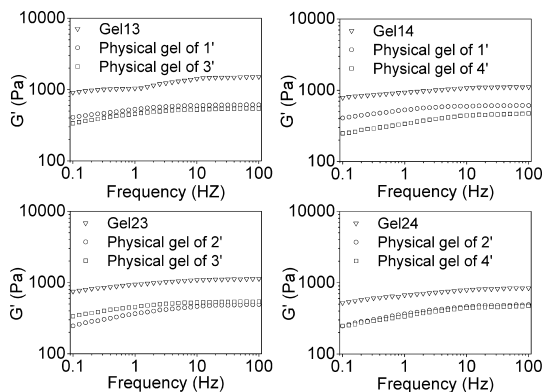 10000
1000
100
G' (Pa)
Gel13
Physical gel of 1'
Physical gel of 3'
0.1 1 10 100
Frequency (HZ)
10000
1000
100
G' (Pa)
Gel14
Physical gel of 1'
Physical gel of 4'
0.1 1 10 100
Frequency (HZ)
10000
1000
100
G' (Pa)
Gel23
Physical gel of 2'
Physical gel of 3'
0.1 1 10 100
Frequency (HZ)
10000
1000
100
G' (Pa)
Gel24
Physical gel of 2'
Physical gel of 4'
0.1 1 10 100
Frequency (HZ)